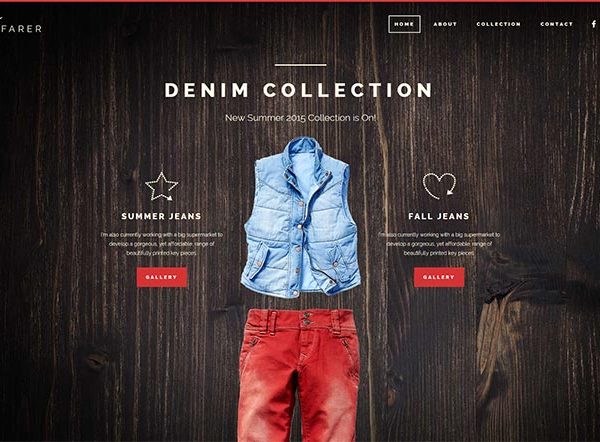 FARER
HOME ABOUT COLLECTION CONTACT f
DENIM COLLECTION
New Summer 2015 Collection is On!
SUMMER JEANS
I'm also currently working with a big supermarket to
develop a gorgeous, yet affordable, range of
beautifully printed key pieces
GALLERY
FALL JEANS
I'm also currently working with a big supermarket to
develop a gorgeous, yet affordable, range of
beautifully printed key pieces
GALLERY